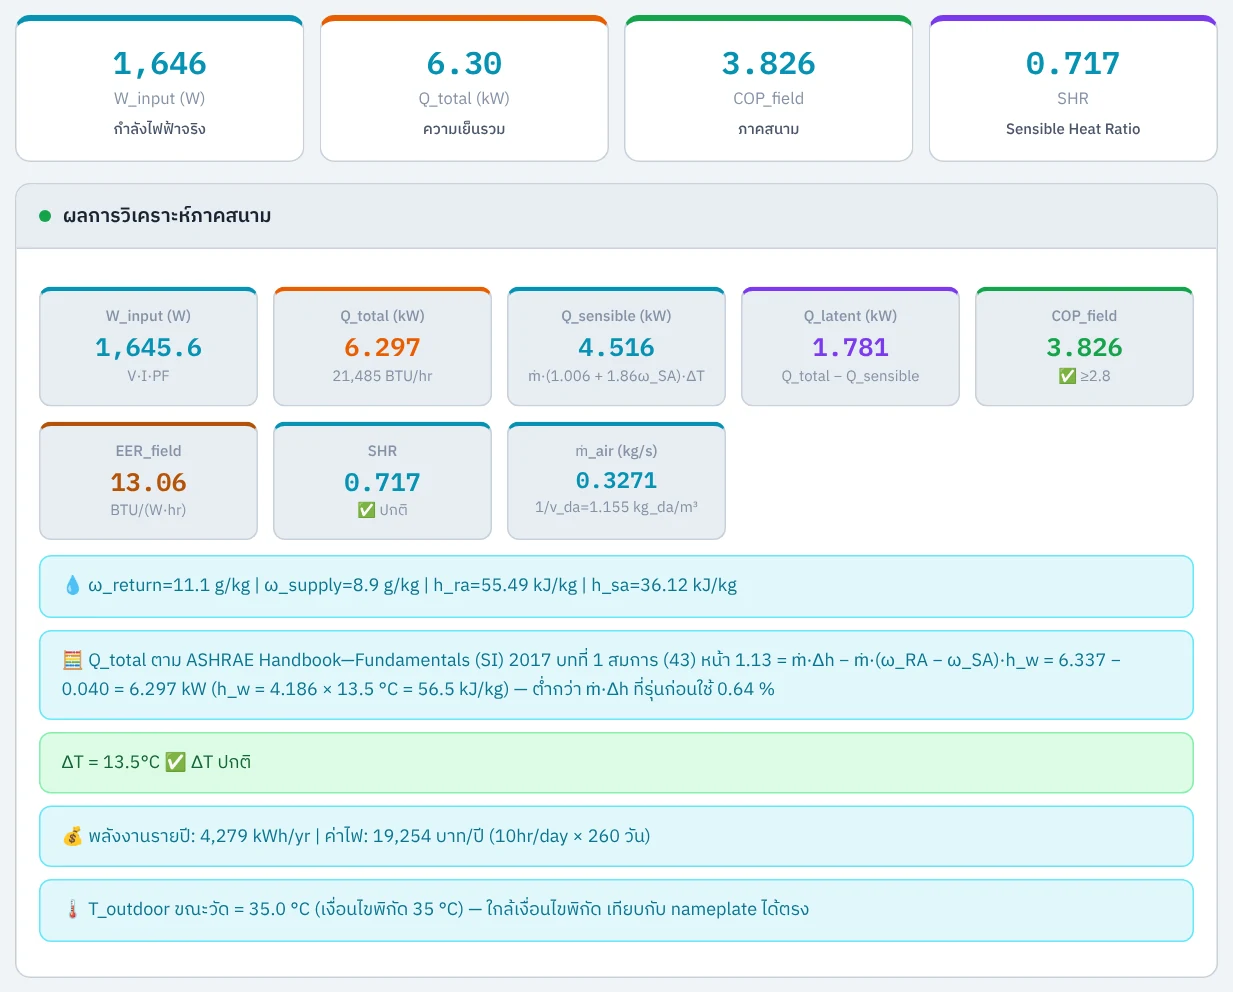 1,646
W_input (W)
กำลังไฟฟ้าจริง
6.30
Q_total (kW)
ความเย็นรวม
3.826
COP_field
ภาคสนาม
0.717
SHR
Sensible Heat Ratio
ผลการวิเคราะห์ภาคสนาม
W_input (W)
1,645.6
V·I·PF
Q_total (kW)
6.297
21,485 BTU/hr
Q_sensible (kW)
4.516
ṁ·(1.006 + 1.86ω_SA)·ΔT
Q_latent (kW)
1.781
Q_total − Q_sensible
COP_field
3.826
✅ ≥2.8
EER_field
13.06
BTU/(W·hr)
SHR
0.717
✅ ปกติ
ṁ_air (kg/s)
0.3271
1/v_da=1.155 kg_da/m³
💧 ω_return=11.1 g/kg | ω_supply=8.9 g/kg | h_ra=55.49 kJ/kg | h_sa=36.12 kJ/kg
🧮 Q_total ตาม ASHRAE Handbook—Fundamentals (SI) 2017 บทที่ 1 สมการ (43) หน้า 1.13 = ṁ·Δh − ṁ·(ω_RA − ω_SA)·h_w = 6.337 −
0.040 = 6.297 kW (h_w = 4.186 × 13.5 °C = 56.5 kJ/kg) — ต่ำกว่า ṁ·Δh ที่รุ่นก่อนใช้ 0.64 %
ΔT = 13.5°C ✅ ΔT ปกติ
💰 พลังงานรายปี: 4,279 kWh/yr | ค่าไฟ: 19,254 บาท/ปี (10hr/day × 260 วัน)
🌡️ T_outdoor ขณะวัด = 35.0 °C (เงื่อนไขพิกัด 35 °C) — ใกล้เงื่อนไขพิกัด เทียบกับ nameplate ได้ตรง